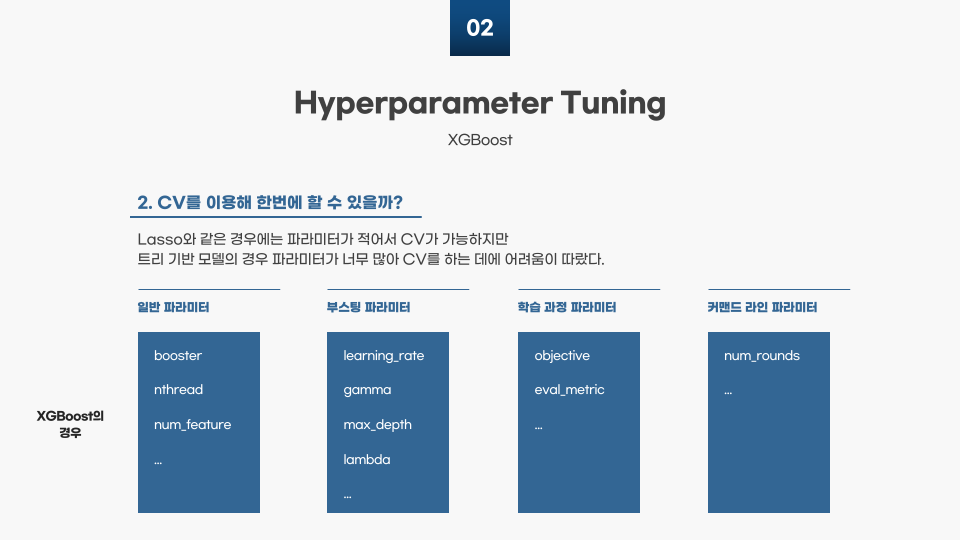 02
Hyperparameter Tuning
XGBoost
2. CV를 이용해 한번에 할 수 있을까?
Lasso와 같은 경우에는 파라미터가 적어서 CV가 가능하지만
트리 기반 모델의 경우 파라미터가 너무 많아 CV를 하는 데에 어려움이 따랐다.
XGBoost의
경우
일반 파라미터
booster
nthread
num_feature
...
부스팅 파라미터
learning_rate
gamma
max_depth
lambda
...
학습 과정 파라미터
objective
eval_metric
...
커맨드 라인 파라미터
num_rounds
...